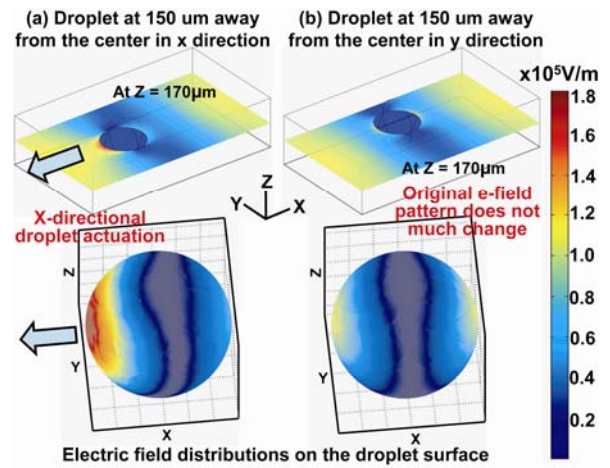 (a) Droplet at 150 um away
from the center in x direction
(b) Droplet at 150 um away
from the center in y direction
x10⁵V/m
At Z = 170μm
At Z = 170μm
1.8
1.6
1.4
1.2
1.0
0.8
0.6
0.4
0.2
Z
Y
X
X-directional
droplet actuation
Original e-field
pattern does not
much change
Z
Y
X
Z
Y
X
Electric field distributions on the droplet surface